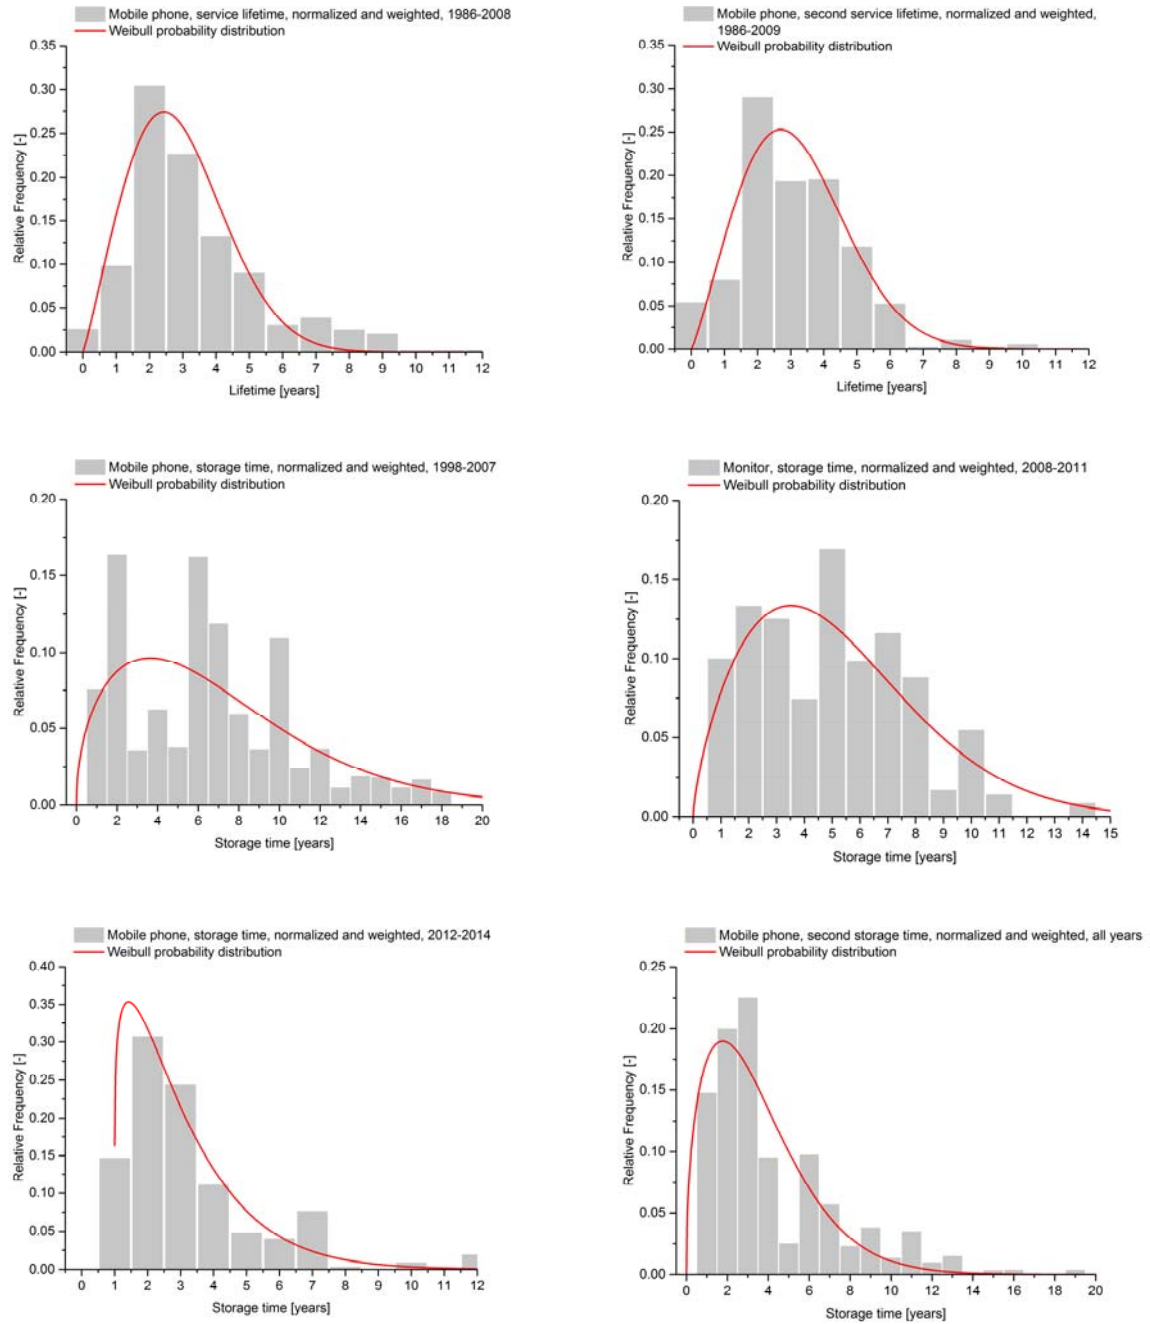 Mobile phone, service lifetime, normalized and weighted, 1986-2008
Weibull probability distribution
0.35
0.30
0.25
0.20
0.15
0.10
0.05
0.00
Relative Frequency [-]
0 1 2 3 4 5 6 7 8 9 10 11 12
Lifetime [years]
Mobile phone, second service lifetime, normalized and weighted,
1986-2009
Weibull probability distribution
0.35
0.30
0.25
0.20
0.15
0.10
0.05
0.00
Relative Frequency [-]
0 1 2 3 4 5 6 7 8 9 10 11 12
Lifetime [years]
Mobile phone, storage time, normalized and weighted, 1998-2007
Weibull probability distribution
0.20
0.15
0.10
0.05
0.00
Relative Frequency [-]
0 2 4 6 8 10 12 14 16 18 20
Storage time [years]
Monitor, storage time, normalized and weighted, 2008-2011
Weibull probability distribution
0.20
0.15
0.10
0.05
0.00
Relative Frequency [-]
0 1 2 3 4 5 6 7 8 9 10 11 12 13 14 15
Storage time [years]
Mobile phone, storage time, normalized and weighted, 2012-2014
Weibull probability distribution
0.40
0.35
0.30
0.25
0.20
0.15
0.10
0.05
0.00
Relative Frequency [-]
0 1 2 3 4 5 6 7 8 9 10 11 12
Storage time [years]
Mobile phone, second storage time, normalized and weighted, all years
Weibull probability distribution
0.25
0.20
0.15
0.10
0.05
0.00
Relative Frequency [-]
0 2 4 6 8 10 12 14 16 18 20
Storage time [years]